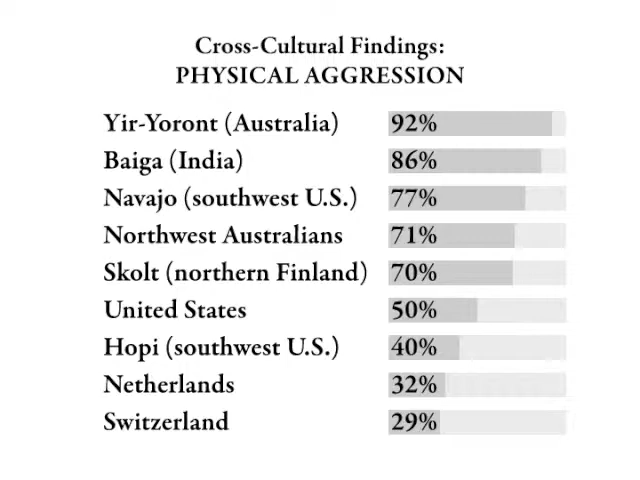 Cross-Cultural Findings:
PHYSICAL AGGRESSION
Yir-Yoront (Australia) 92%
Baiga (India) 86%
Navajo (southwest U.S.) 77%
Northwest Australians 71%
Skolt (northern Finland) 70%
United States 50%
Hopi (southwest U.S.) 40%
Netherlands 32%
Switzerland 29%